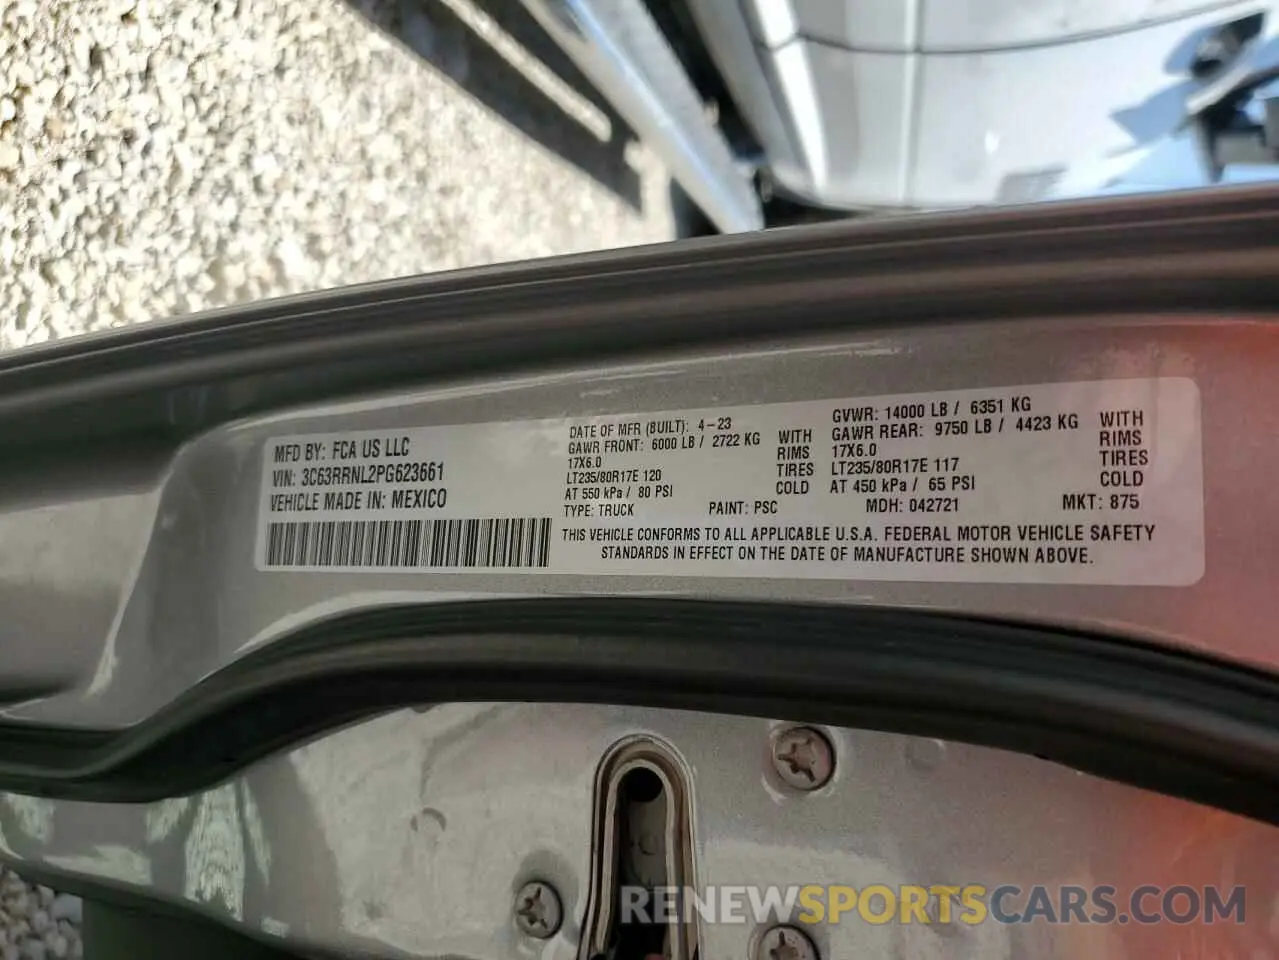 MFD BY: FCA US LLC
VIN: 3C63RRNL2PG623661
VEHICLE MADE IN: MEXICO
DATE OF MFR (BUILT): 4-23
GAWR FRONT: 6000 LB / 2722 KG WITH
17X6.0 RIMS
LT235/80R17E 120 TIRES
AT 550 kPa / 80 PSI COLD
TYPE: TRUCK PAINT: PSC
GVWR: 14000 LB / 6351 KG
GAWR REAR: 9750 LB / 4423 KG WITH
17X6.0 RIMS
LT235/80R17E 117 TIRES
AT 450 kPa / 65 PSI COLD
MDH: 042721 MKT: 875
THIS VEHICLE CONFORMS TO ALL APPLICABLE U.S.A. FEDERAL MOTOR VEHICLE SAFETY
STANDARDS IN EFFECT ON THE DATE OF MANUFACTURE SHOWN ABOVE.
RENEWSPORTSCARS.COM